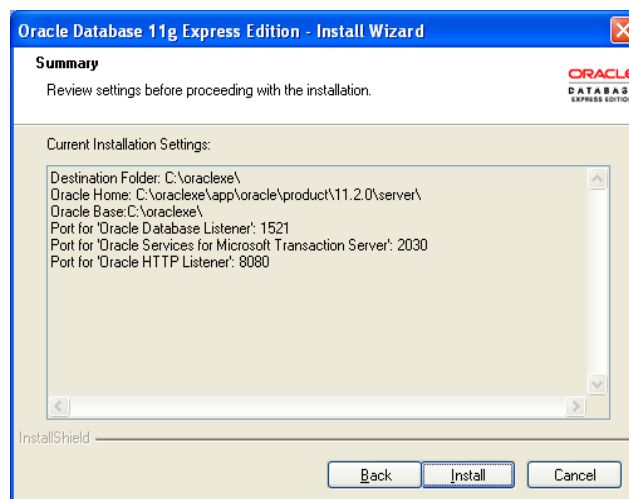 Oracle Database 11g Express Edition - Install Wizard
Summary
Review settings before proceeding with the installation.
ORACLE
DATABASE
EXPRESS EDITION
Current Installation Settings:
Destination Folder: C:\oraclexe\
Oracle Home: C:\oraclexe\app\oracle\product\11.2.0\server\
Oracle Base:C:\oraclexe\
Port for 'Oracle Database Listener': 1521
Port for 'Oracle Services for Microsoft Transaction Server': 2030
Port for 'Oracle HTTP Listener': 8080
InstallShield
Back Install Cancel